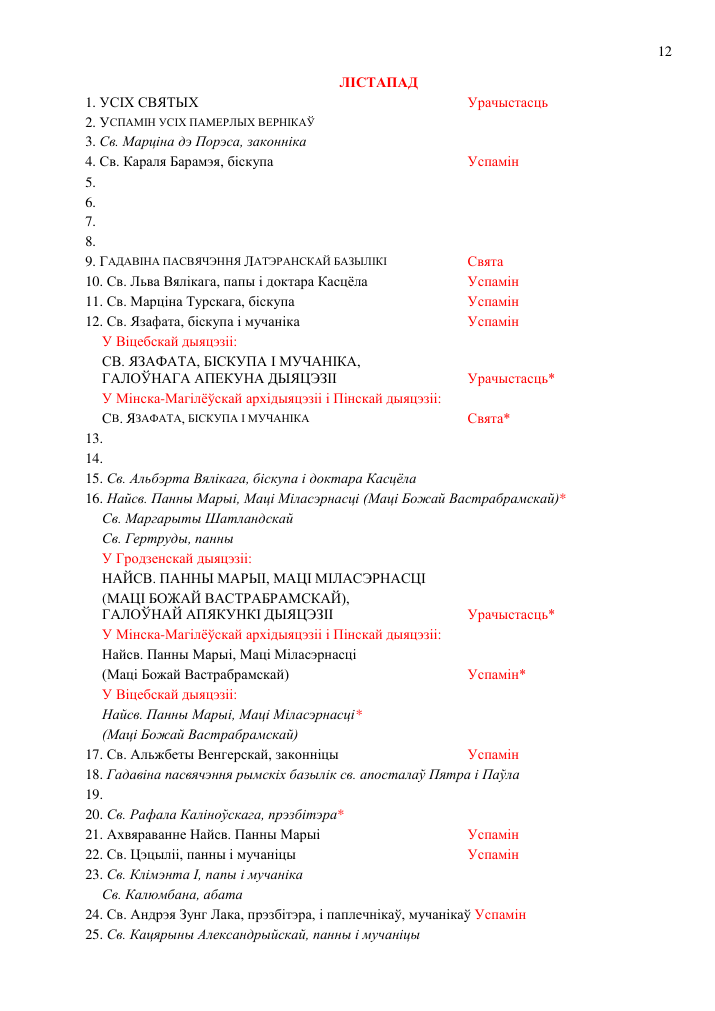 12
ЛІСТАПАД
1. УСІХ СВЯТЫХ Урачыстасць
2. УСПАМІН УСІХ ПАМЕРЛЫХ ВЕРНІКАЎ
3. Св. Марціна дэ Порэса, законніка
4. Св. Караля Барамэя, біскупа Успамін
5.
6.
7.
8.
9. ГАДАВІНА ПАСВЯЧЭННЯ ЛАТЭРАНСКАЙ БАЗЫЛІКІ Свята
10. Св. Льва Вялікага, папы і доктара Касцёла Успамін
11. Св. Марціна Турскага, біскупа Успамін
12. Св. Язафата, біскупа і мучаніка Успамін
У Віцебскай дыяцэзіі:
СВ. ЯЗАФАТА, БІСКУПА І МУЧАНІКА,
ГАЛОЎНАГА АПЕКУНА ДЫЯЦЭЗІІ Урачыстасць*
У Мінска-Магілёўскай архідыяцэзіі і Пінскай дыяцэзіі:
СВ. ЯЗАФАТА, БІСКУПА І МУЧАНІКА Свята*
13.
14.
15. Св. Альбэрта Вялікага, біскупа і доктара Касцёла
16. Найсв. Панны Марыі, Маці Міласэрнасці (Маці Божай Вастрабрамскай)*
Св. Маргарыты Шатландскай
Св. Гертруды, панны
У Гродзенскай дыяцэзіі:
НАЙСВ. ПАННЫ МАРЫІ, МАЦІ МІЛАСЭРНАСЦІ
(МАЦІ БОЖАЙ ВАСТРАБРАМСКАЙ),
ГАЛОЎНАЙ АПЯКУНКІ ДЫЯЦЭЗІІ Урачыстасць*
У Мінска-Магілёўскай архідыяцэзіі і Пінскай дыяцэзіі:
Найсв. Панны Марыі, Маці Міласэрнасці
(Маці Божай Вастрабрамскай) Успамін*
У Віцебскай дыяцэзіі:
Найсв. Панны Марыі, Маці Міласэрнасці*
(Маці Божай Вастрабрамскай)
17. Св. Альжбеты Венгерскай, законніцы Успамін
18. Гадавіна пасвячэння рымскіх базылік св. апосталаў Пятра і Паўла
19.
20. Св. Рафала Каліноўскага, прэзбітэра*
21. Ахвяраванне Найсв. Панны Марыі Успамін
22. Св. Цэцыліі, панны і мучаніцы Успамін
23. Св. Клімэнта I, папы і мучаніка
Св. Калюмбана, абата
24. Св. Андрэя Зунг Лака, прэзбітэра, і паплечнікаў, мучанікаў Успамін
25. Св. Кацярыны Александрыйскай, панны і мучаніцы